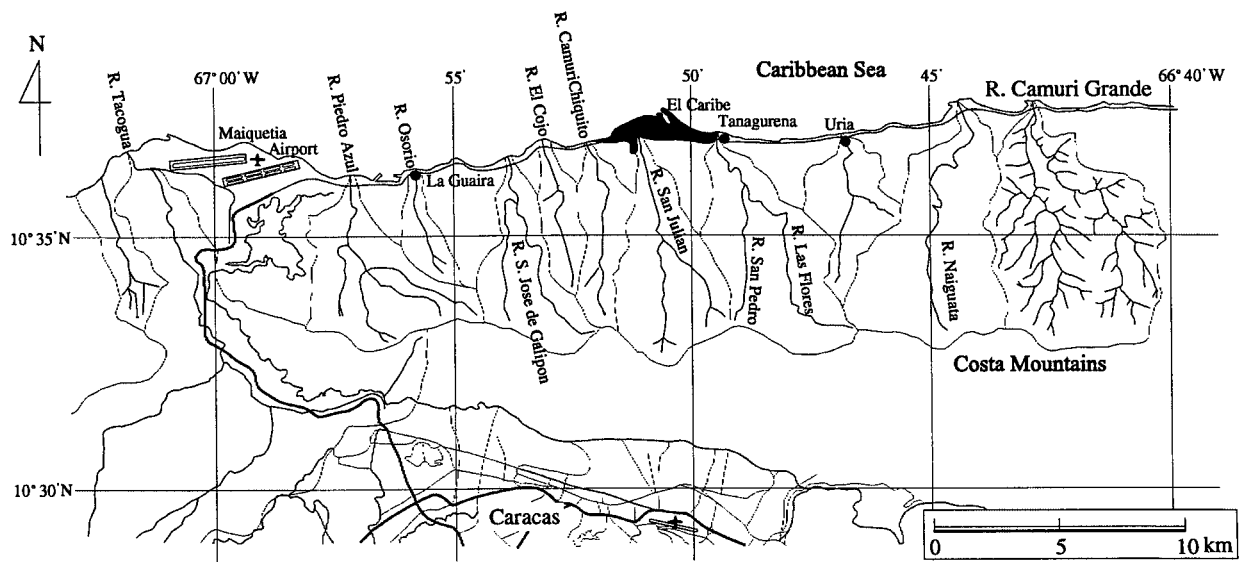 N
R. Tacogua
67°00'W
R. Piedro Azul
R. Osorio
55'
R. El Cojo
R. CamuriChiquito
50'
Caribbean Sea
45'
66°40'W
R. Camuri Grande
Maiquetia
Airport
La Guaira
El Caribe
Tanagurena
Uria
10°35'N
R. S. Jose de Galipon
R. San Julian
R. San Pedro
R. Las Flores
R. Naiguata
Costa Mountains
10°30'N
Caracas
0
5
10 km